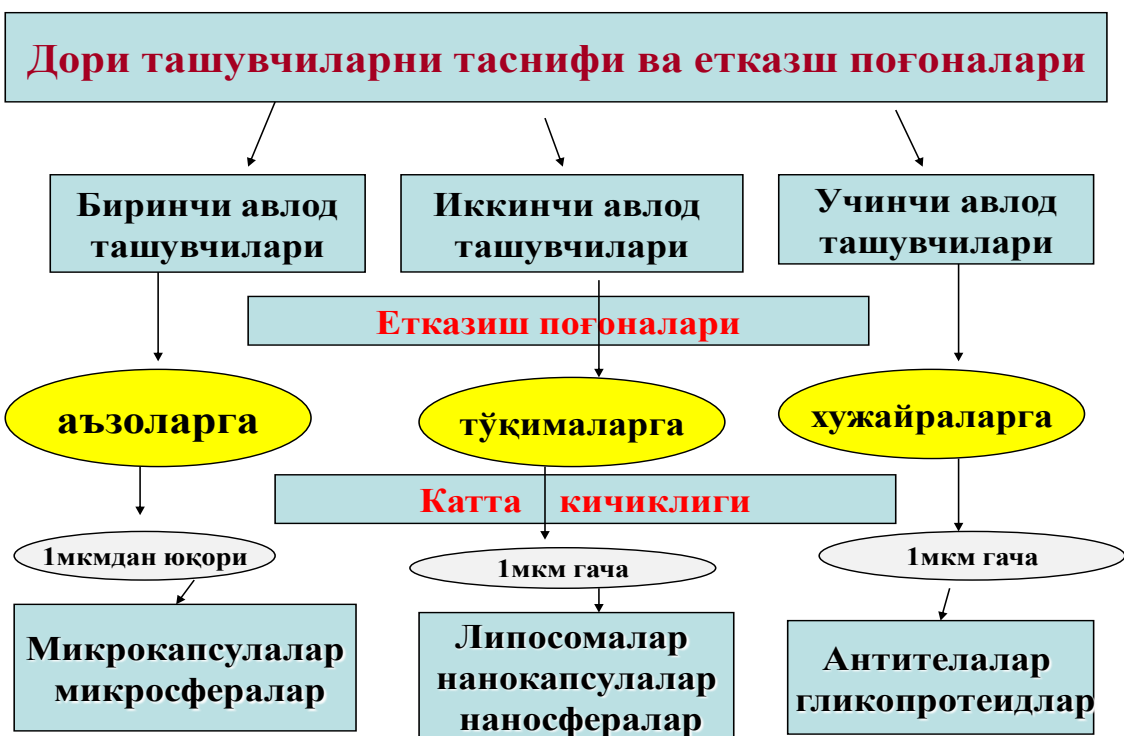 Дори ташувчиларни таснифи ва етказш поғоналари
Биринчи авлод
ташувчилари
Иккинчи авлод
ташувчилари
Учинчи авлод
ташувчилари
Етказиш поғоналари
аъзоларга
тўқималарга
хужайраларга
Катта кичиклиги
1мкмдан юқори
1мкм гача
1мкм гача
Микрокапсулалар
микросфералар
Липосомалар
нанокапсулалар
наносфералар
Антителалар
гликопротеидлар